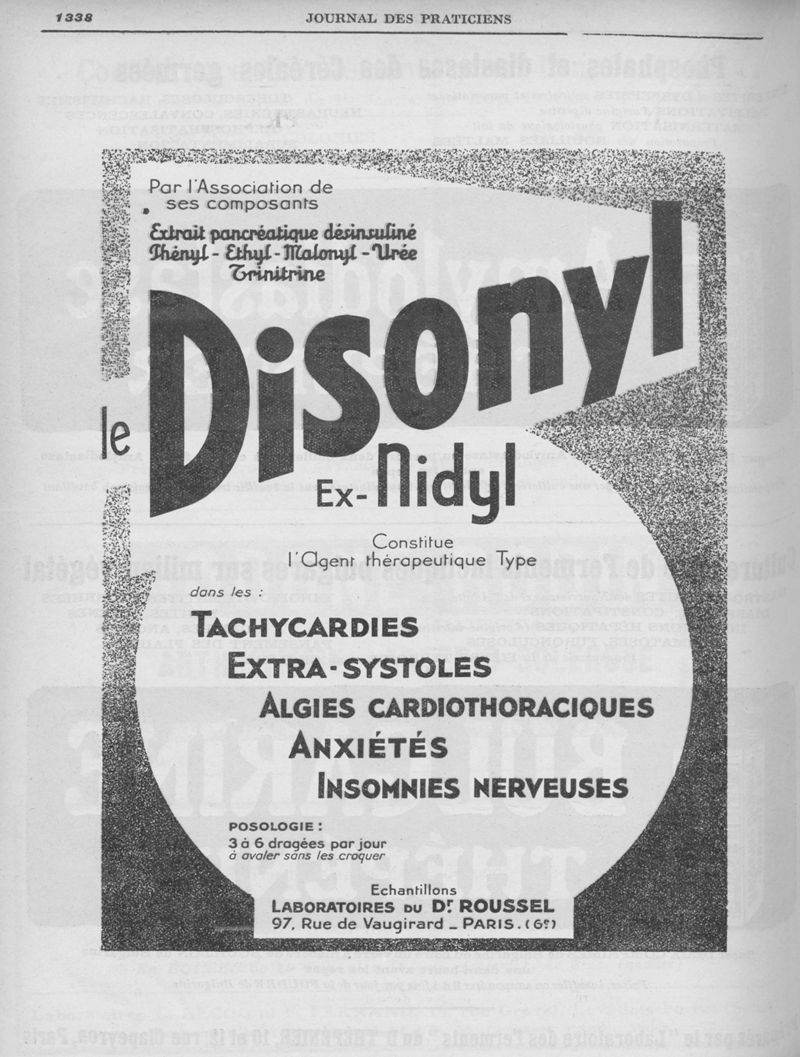 1338
JOURNAL DES PRATICIENS
Par l'Association de
ses composants
Extrait pancréatique désinsuliné
Phényl - Ethyl - Malonyl - Urée
Trinitrine
le Disonyl
Ex-Nidyl
Constitue
l'Agent thérapeutique Type
dans les :
TACHYCARDIES
EXTRA-SYSTOLES
ALGIES CARDIOTHORACIQUES
ANXIÉTÉS
INSOMNIES NERVEUSES
POSOLOGIE :
3 à 6 dragées par jour
à avaler sans les croquer
Echantillons
LABORATOIRES DU Dr ROUSSEL
97, Rue de Vaugirard - PARIS. (6e)